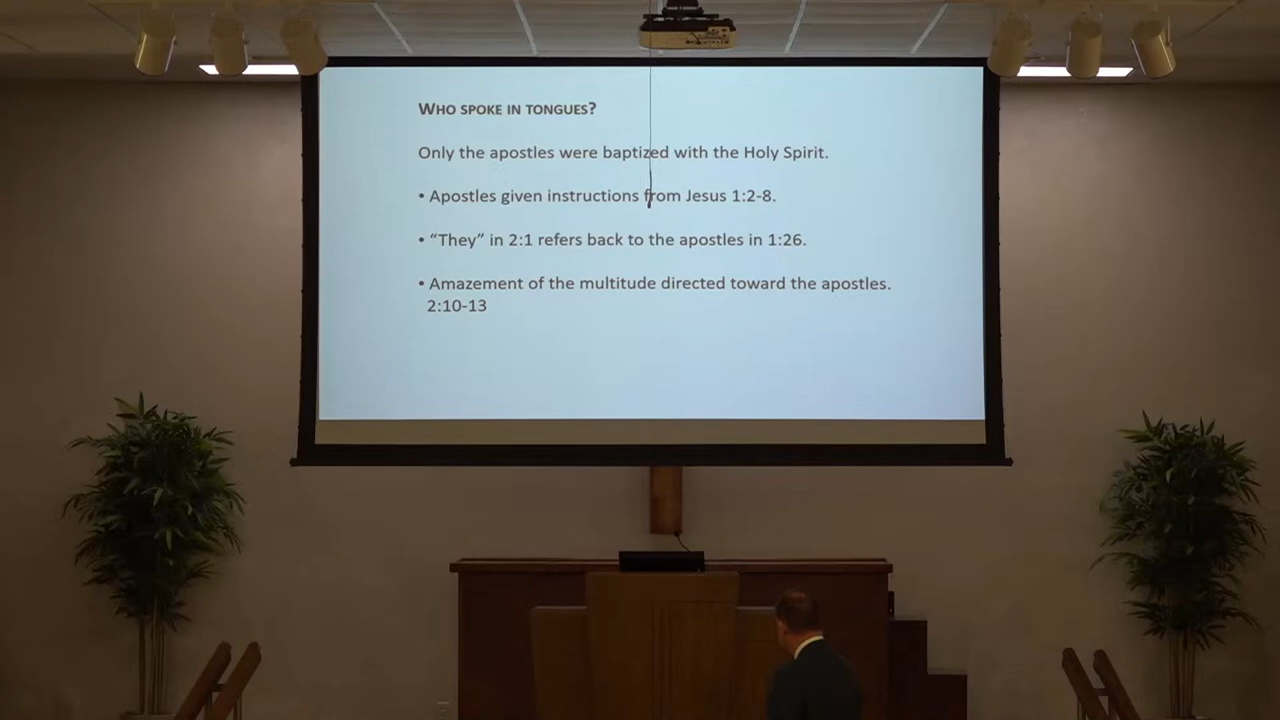 WHO SPOKE IN TONGUES?
Only the apostles were baptized with the Holy Spirit.
• Apostles given instructions from Jesus 1:2-8.
• “They” in 2:1 refers back to the apostles in 1:26.
• Amazement of the multitude directed toward the apostles.
2:10-13